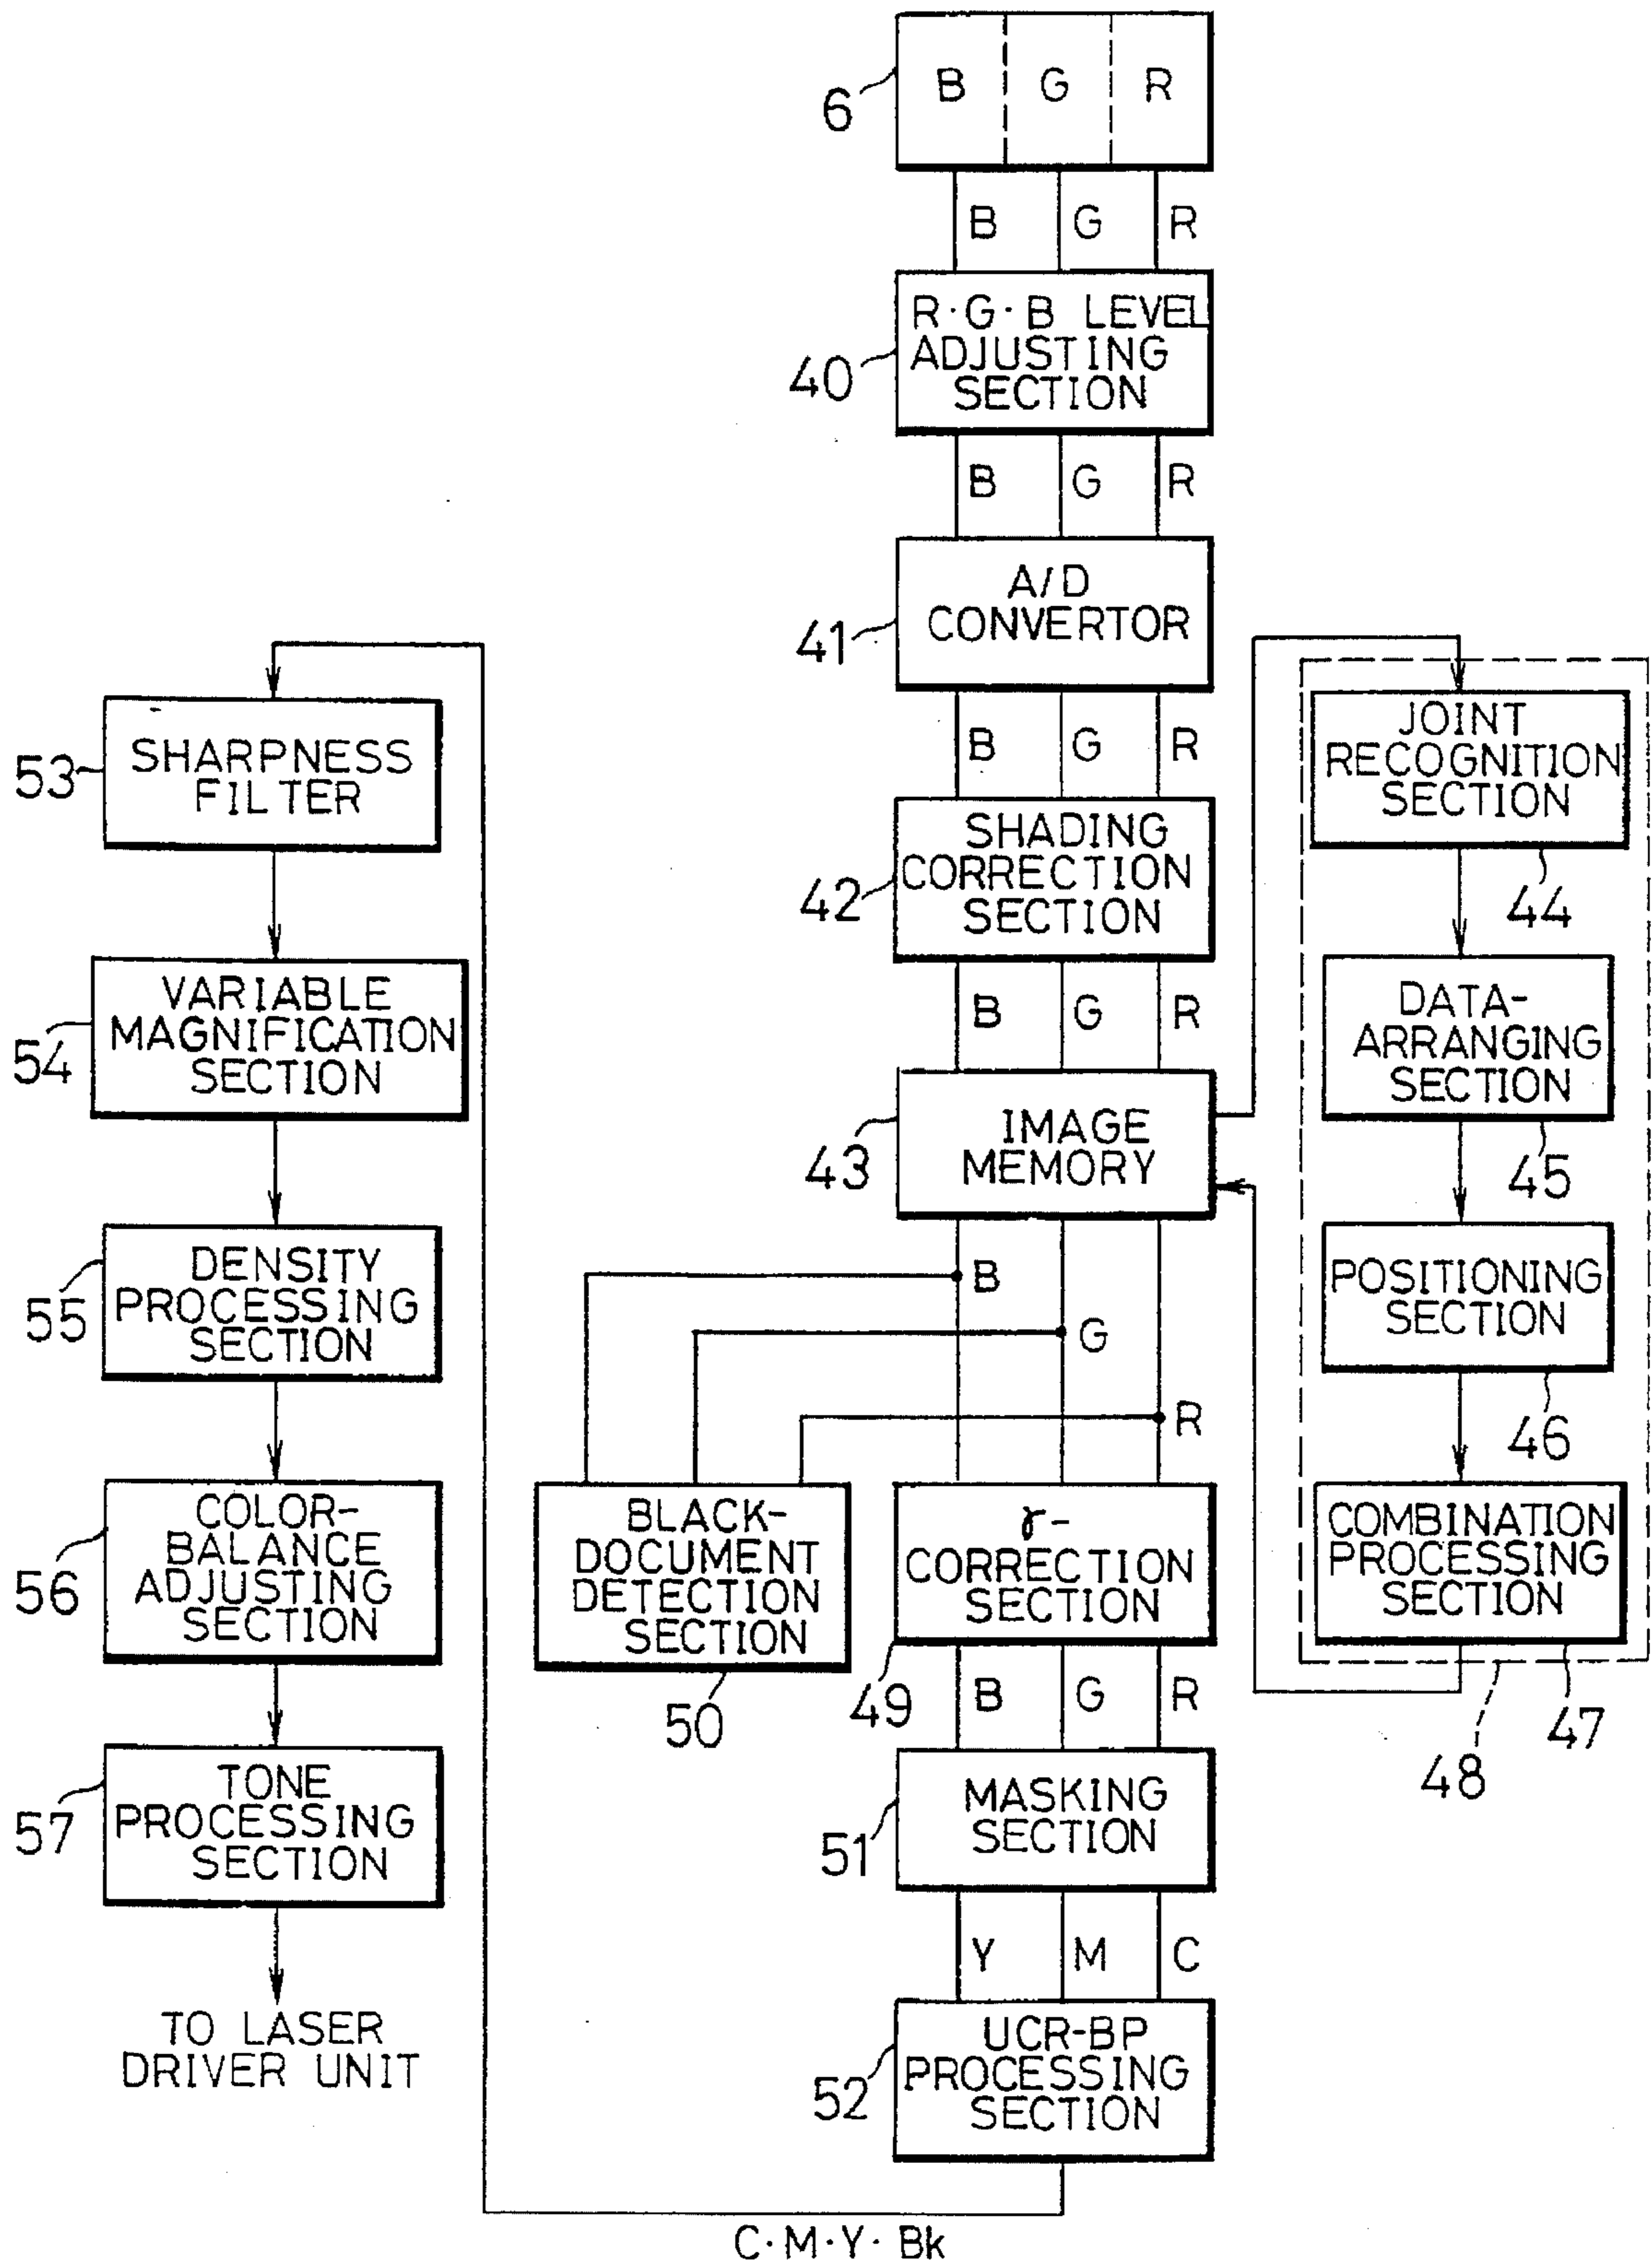 B G R
6
B G R
R·G·B LEVEL
ADJUSTING
SECTION
40
B G R
A/D
CONVERTOR
41
B G R
SHADING
CORRECTION
SECTION
42
B G R
IMAGE
MEMORY
43
JOINT
RECOGNITION
SECTION
44
DATA-
ARRANGING
SECTION
45
POSITIONING
SECTION
46
COMBINATION
PROCESSING
SECTION
47
48
B
G
R
BLACK-
DOCUMENT
DETECTION
SECTION
50
γ-
CORRECTION
SECTION
49
B G R
MASKING
SECTION
51
Y M C
UCR-BP
PROCESSING
SECTION
52
C·M·Y·Bk
SHARPNESS
FILTER
53
VARIABLE
MAGNIFICATION
SECTION
54
DENSITY
PROCESSING
SECTION
55
COLOR-
BALANCE
ADJUSTING
SECTION
56
TONE
PROCESSING
SECTION
57
TO LASER
DRIVER UNIT